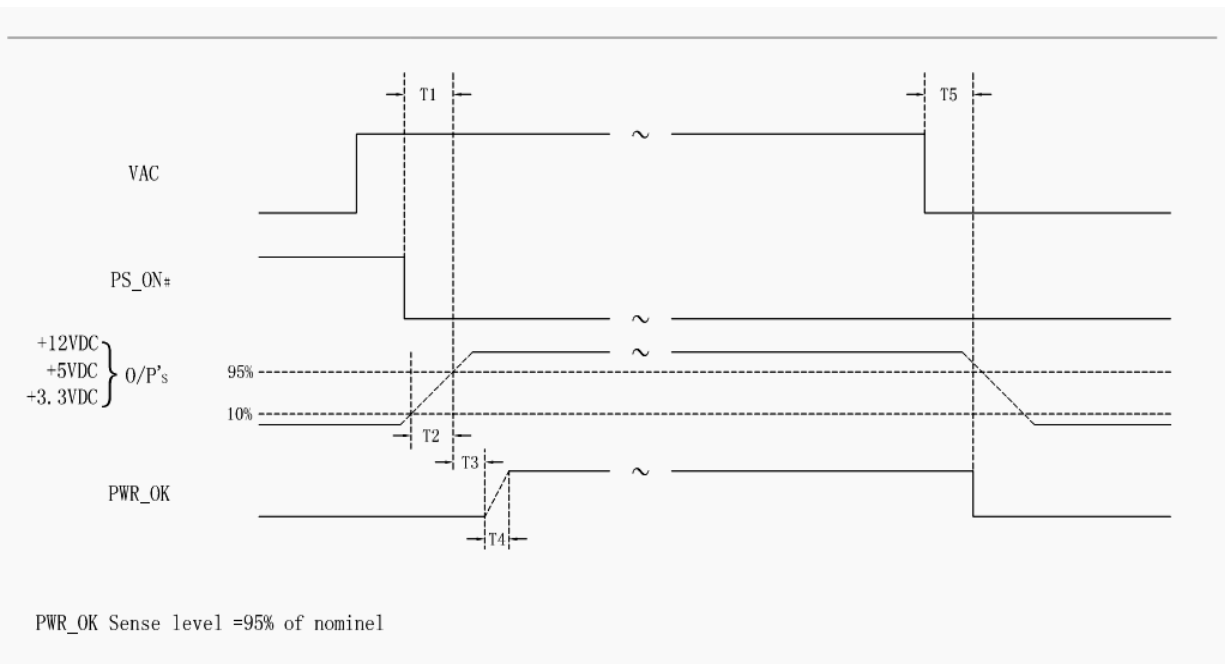 T1
T5
VAC
PS_ON#
+12VDC
+5VDC
+3.3VDC
O/P's
95%
10%
T2
T3
PWR_OK
T4
PWR_OK Sense level =95% of nominel